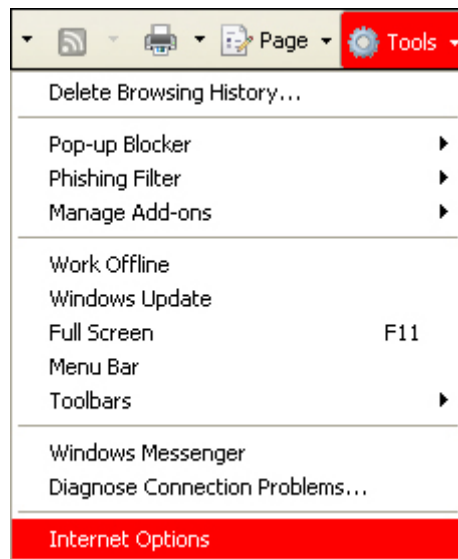 Page Tools
Delete Browsing History...
Pop-up Blocker
Phishing Filter
Manage Add-ons
Work Offline
Windows Update
Full Screen F11
Menu Bar
Toolbars
Windows Messenger
Diagnose Connection Problems...
Internet Options